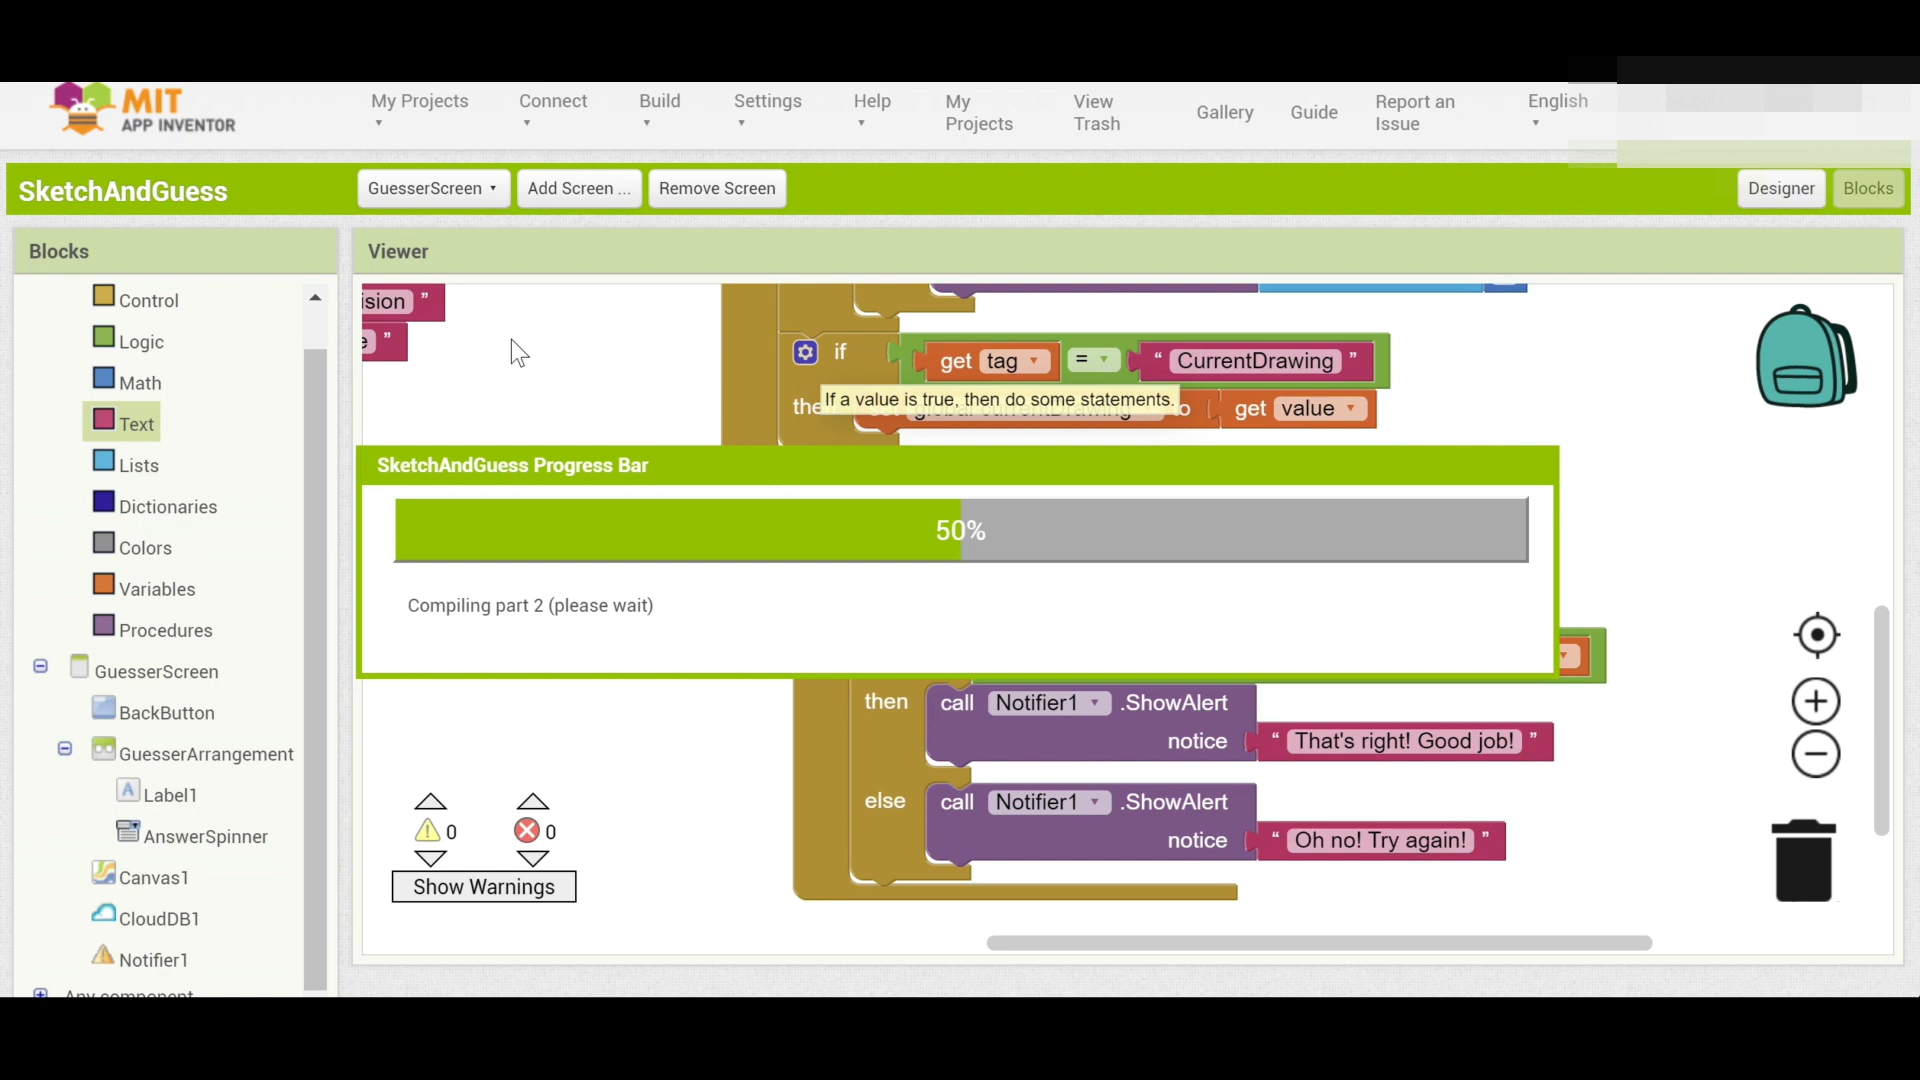 MIT
APP INVENTOR
My Projects
Connect
Build
Settings
Help
My
Projects
View
Trash
Gallery
Guide
Report an
Issue
English
SketchAndGuess
GuesserScreen
Add Screen ...
Remove Screen
Designer
Blocks
Blocks
Control
Logic
Math
Text
Lists
Dictionaries
Colors
Variables
Procedures
GuesserScreen
BackButton
GuesserArrangement
Label1
AnswerSpinner
Canvas1
CloudDB1
Notifier1
Any component
Viewer
ision ”
e ”
if
get tag = “ CurrentDrawing ”
If a value is true, then do some statements.
get value
SketchAndGuess Progress Bar
50%
Compiling part 2 (please wait)
then call Notifier1 .ShowAlert
notice “ That's right! Good job! ”
else call Notifier1 .ShowAlert
notice “ Oh no! Try again! ”
0 0
Show Warnings